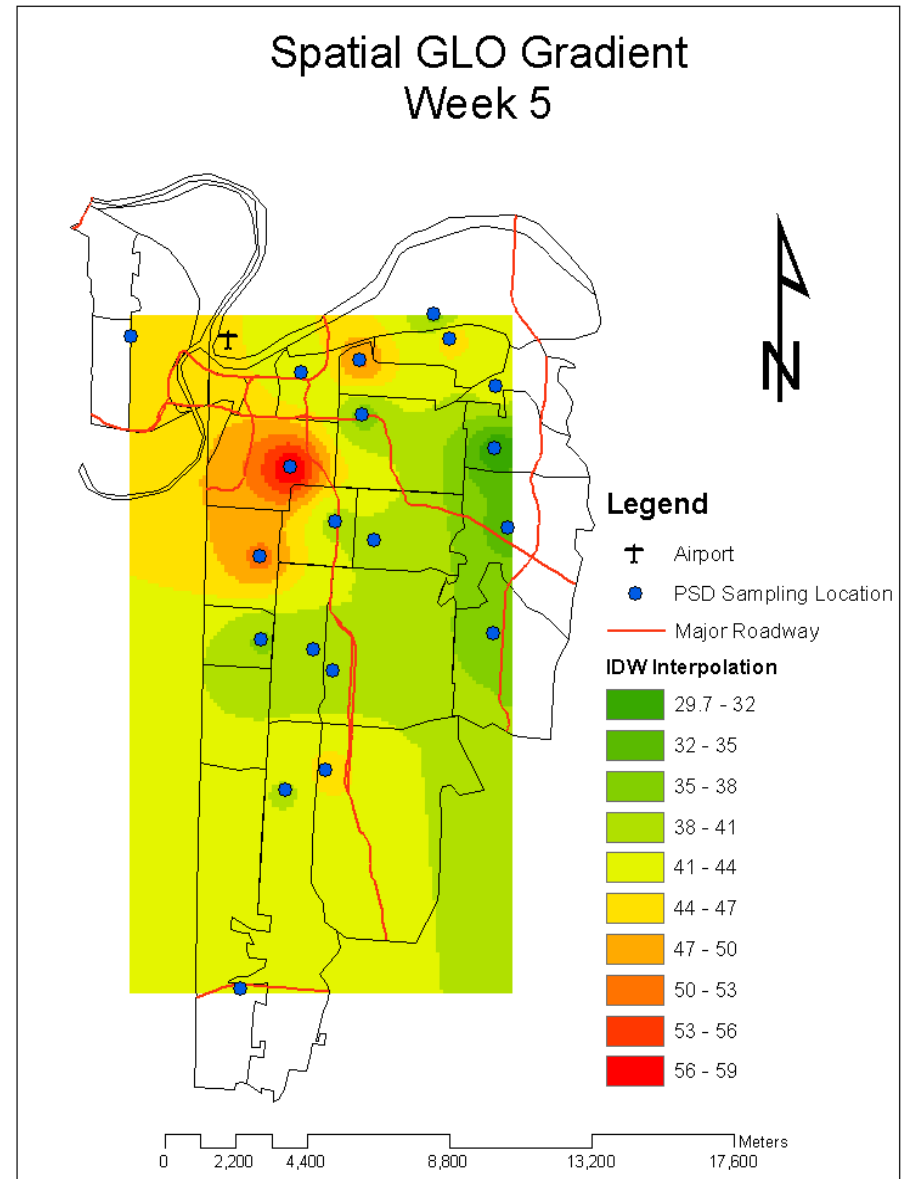 Spatial GLO Gradient
Week 5
N
Legend
Airport
PSD Sampling Location
Major Roadway
IDW Interpolation
29.7 - 32
32 - 35
35 - 38
38 - 41
41 - 44
44 - 47
47 - 50
50 - 53
53 - 56
56 - 59
Meters
0 2,200 4,400 8,800 13,200 17,600